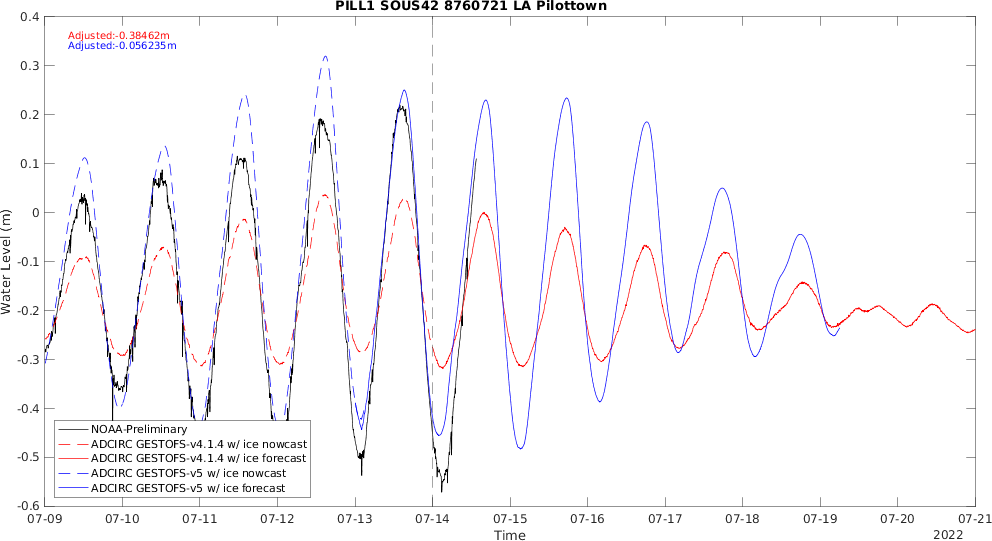 PILL1 SOUS42 8760721 LA Pilottown
Adjusted:-0.38462m
Adjusted:-0.056235m
0.4
0.3
0.2
0.1
0
-0.1
-0.2
-0.3
-0.4
-0.5
-0.6
Water Level (m)
NOAA-Preliminary
ADCIRC GESTOFS-v4.1.4 w/ ice nowcast
ADCIRC GESTOFS-v4.1.4 w/ ice forecast
ADCIRC GESTOFS-v5 w/ ice nowcast
ADCIRC GESTOFS-v5 w/ ice forecast
07-09 07-10 07-11 07-12 07-13 07-14 07-15 07-16 07-17 07-18 07-19 07-20 07-21
Time
2022